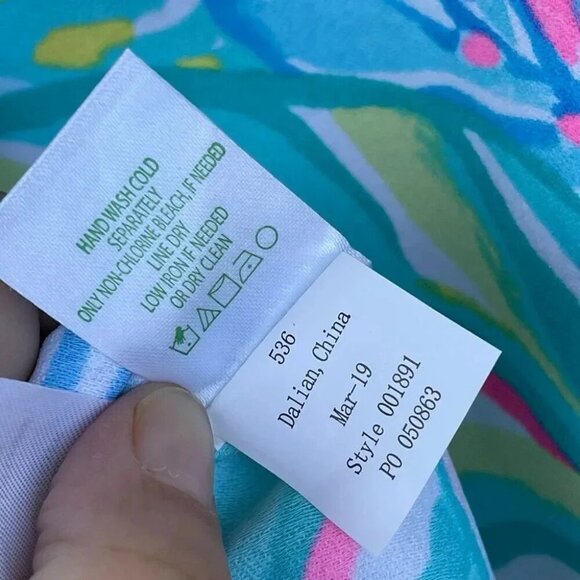 HAND WASH COLD
SEPARATELY
ONLY NON-CHLORINE BLEACH, IF NEEDED
LINE DRY
LOW IRON IF NEEDED
OR DRY CLEAN
536
Dalian, China
Mar-19
Style 001891
PO 050863